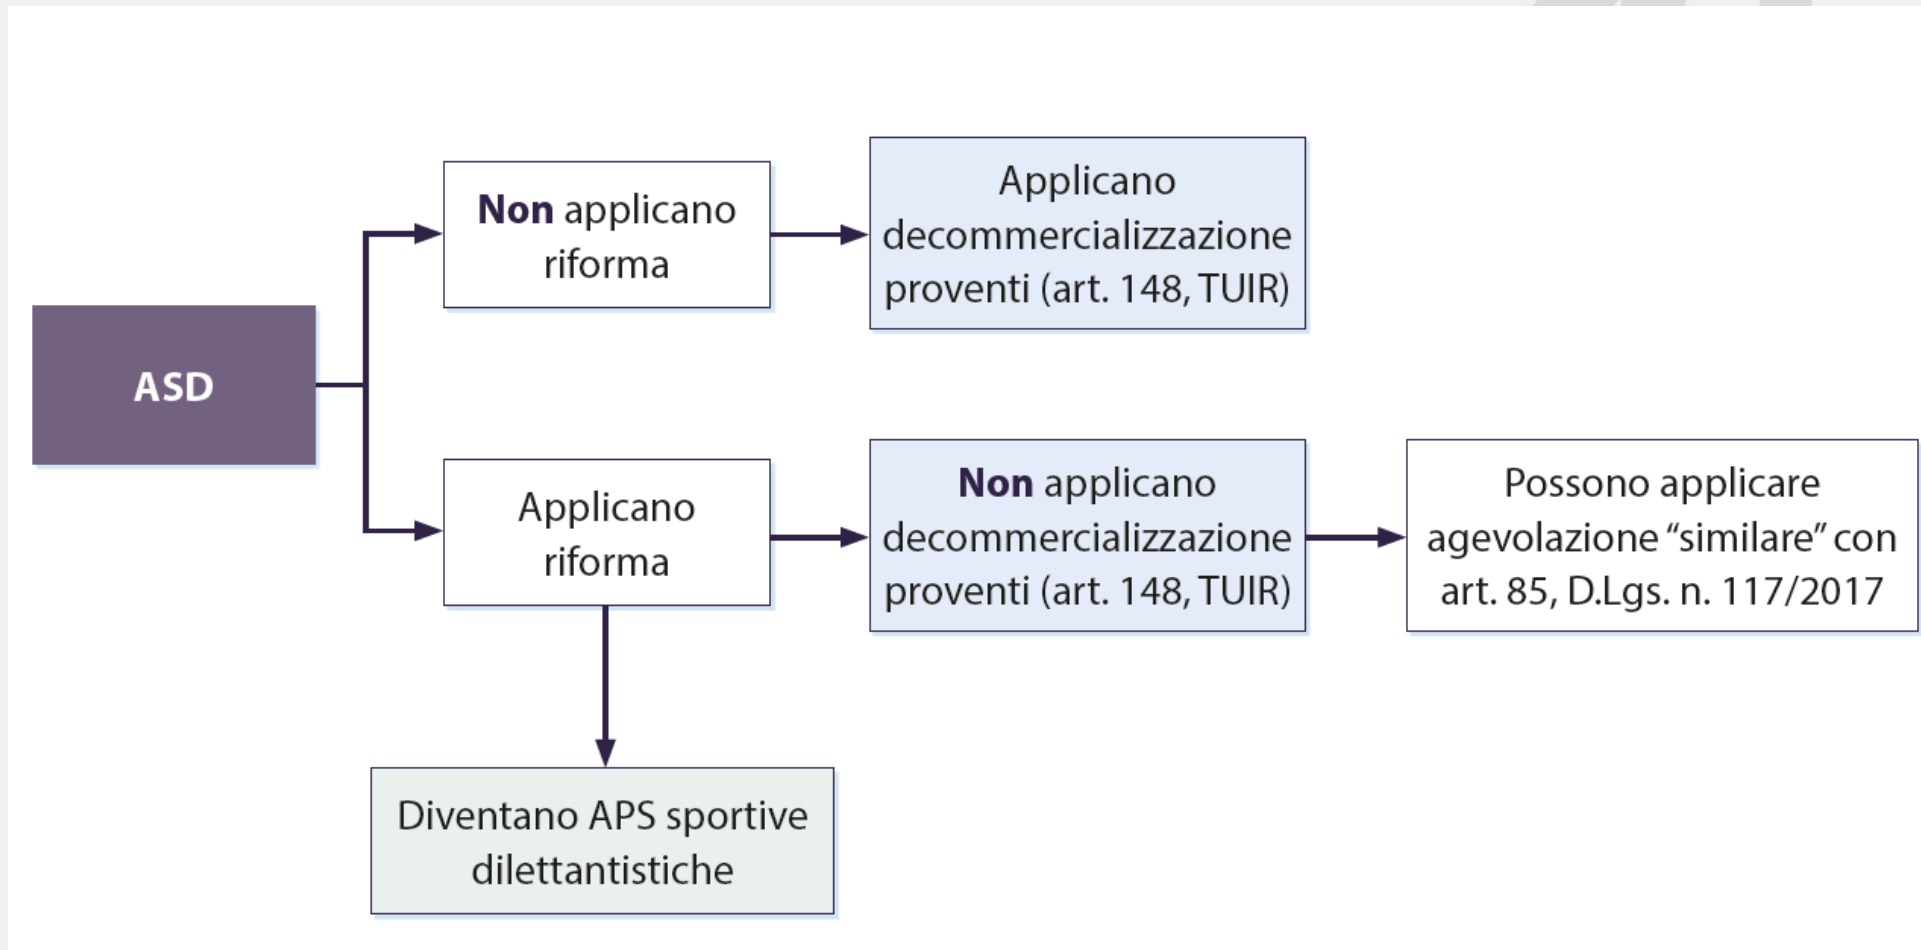 ASD
Non applicano
riforma
Applicano
decommercializzazione
proventi (art. 148, TUIR)
Applicano
riforma
Non applicano
decommercializzazione
proventi (art. 148, TUIR)
Possono applicare
agevolazione “similare” con
art. 85, D.Lgs. n. 117/2017
Diventano APS sportive
dilettantistiche